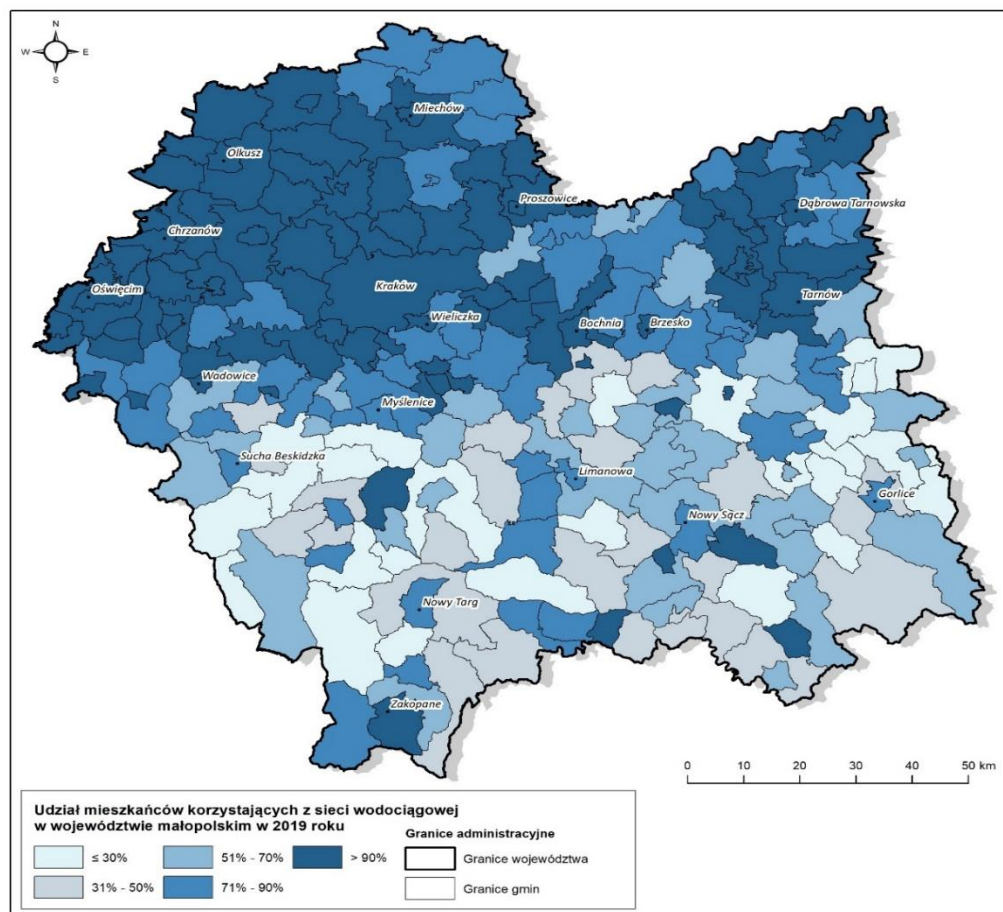 N
W E
S
Miechów
Olkusz
Proszowice
Dąbrowa Tarnowska
Chrzanów
Kraków
Oświęcim
Tarnów
Wieliczka
Bochnia
Brzesko
Wadowice
Myślenice
Sucha Beskidzka
Limanowa
Gorlice
Nowy Sącz
Nowy Targ
Zakopane
0 10 20 30 40 50 km
Udział mieszkańców korzystających z sieci wodociągowej
w województwie małopolskim w 2019 roku
Granice administracyjne
≤ 30%
51% - 70%
> 90%
Granice województwa
31% - 50%
71% - 90%
Granice gmin